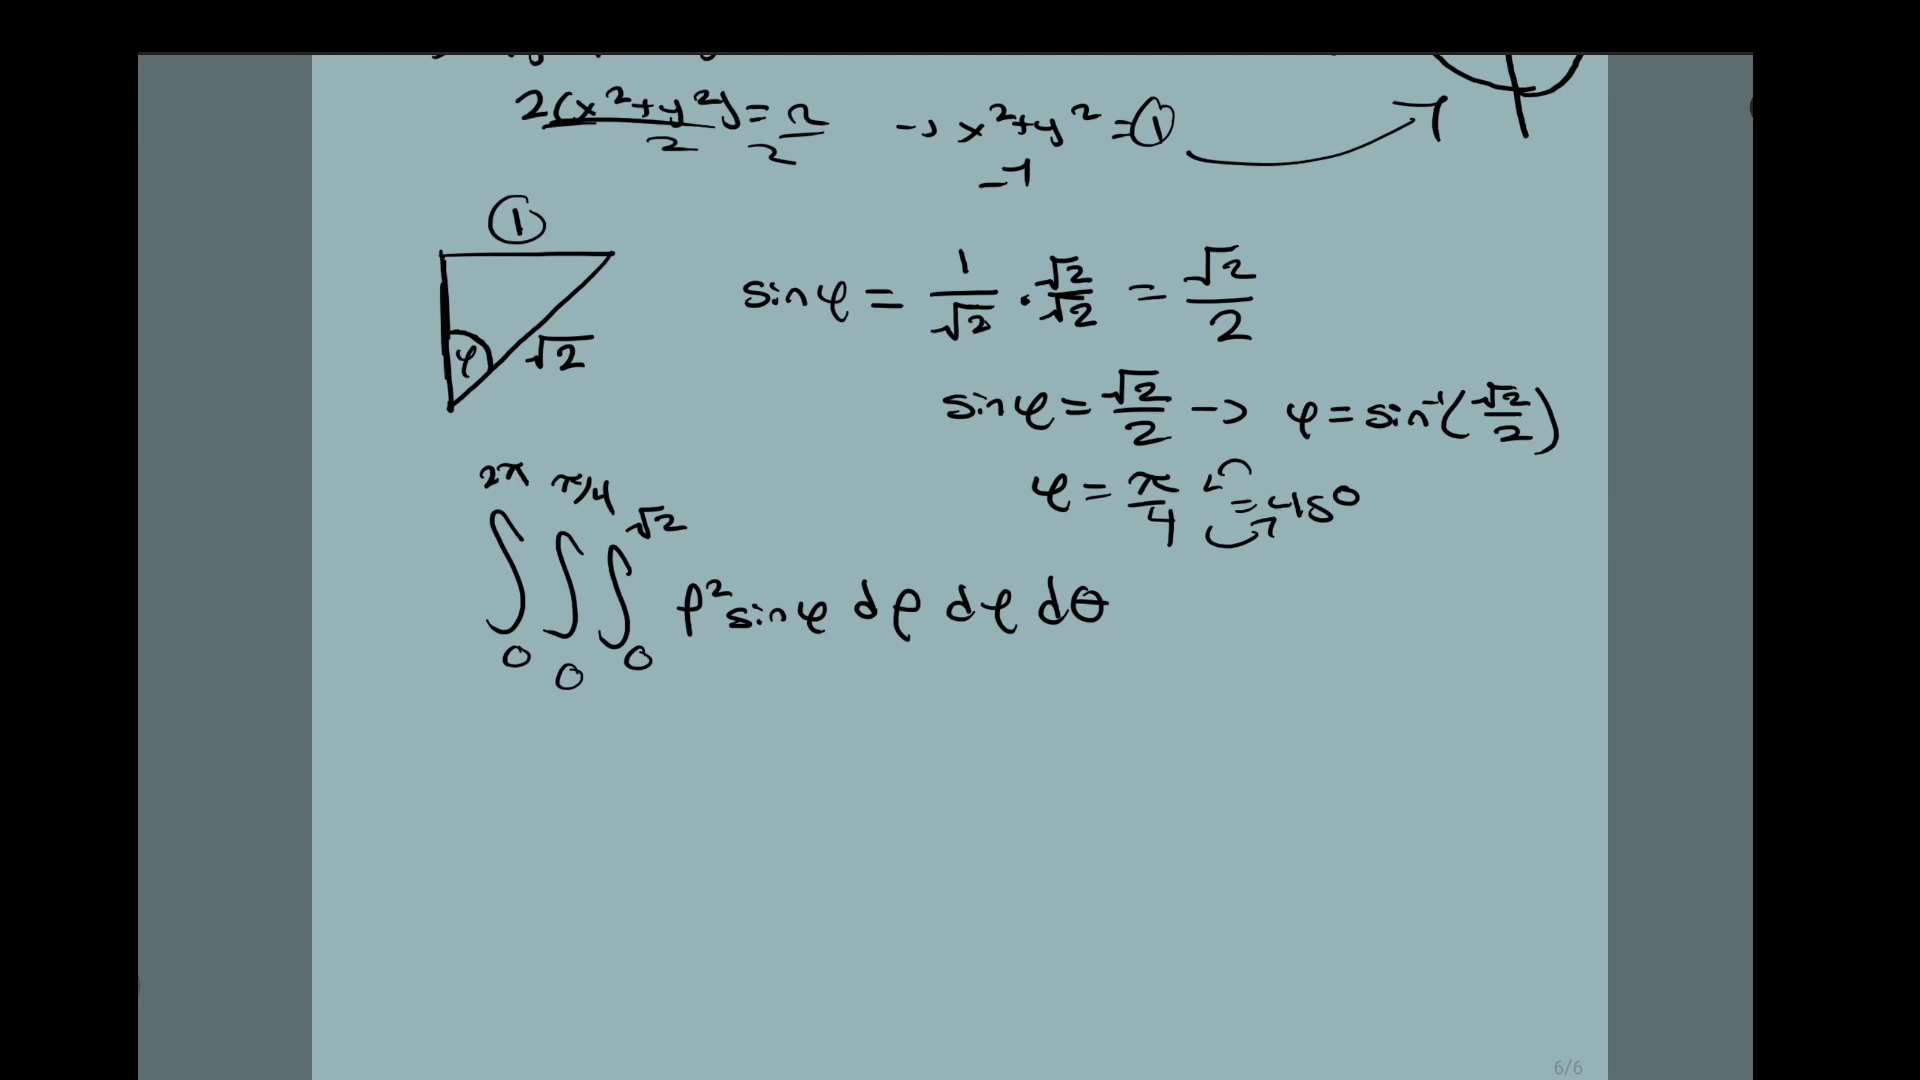 2(x²+y²)/2 = 2/2 → x²+y² = 1
-1
1
sin φ = 1/√2 · √2/√2 = √2/2
φ √2
sin φ = √2/2 → φ = sin⁻¹(√2/2)
φ = π/4 = 45°
∫₀^2π ∫₀^π/4 ∫₀^√2 ρ² sin φ dρ dφ dθ
6/6